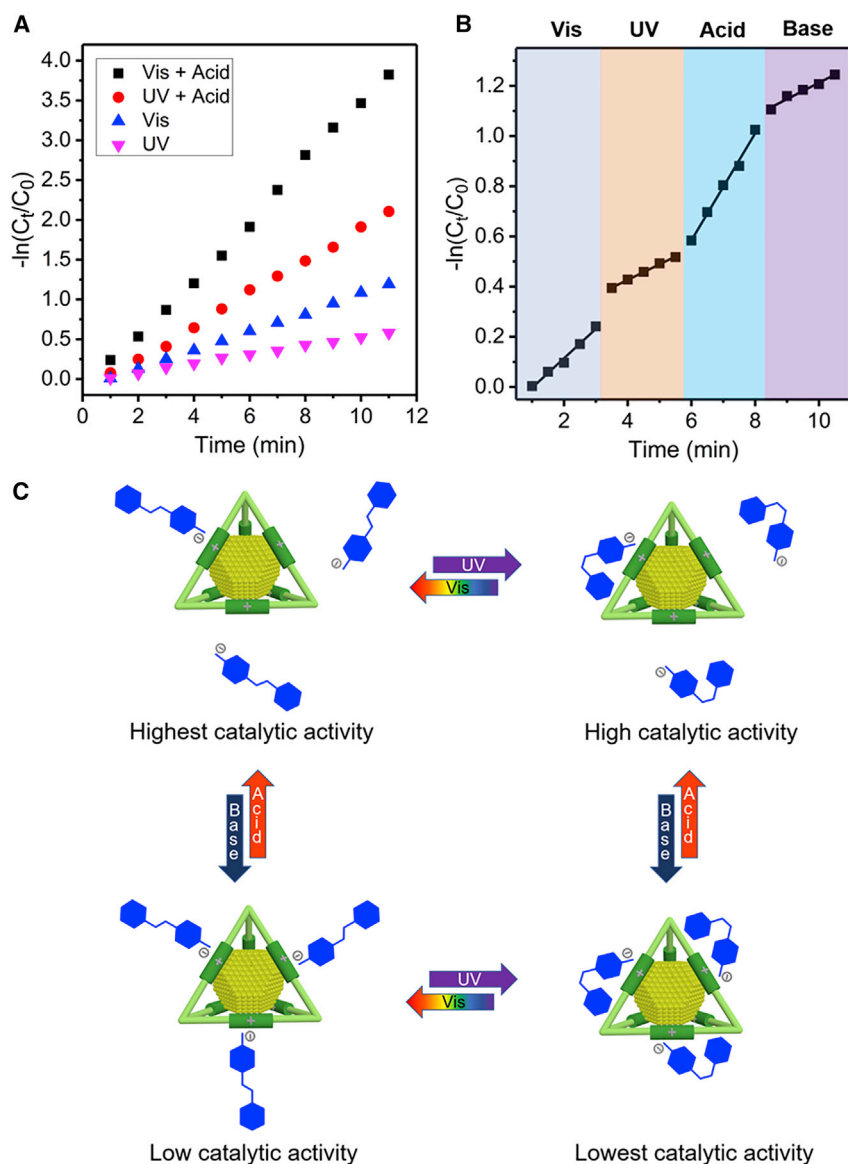 A
-ln(Ct/C0)
4.0
3.5
3.0
2.5
2.0
1.5
1.0
0.5
0.0
Vis + Acid
UV + Acid
Vis
UV
0 2 4 6 8 10 12
Time (min)
B
Vis UV Acid Base
-ln(Ct/C0)
1.2
1.0
0.8
0.6
0.4
0.2
0.0
2 4 6 8 10
Time (min)
C
+ + +
- - -
UV
Vis
+ + +
- - -
Highest catalytic activity
High catalytic activity
Base
Acid
Base
Acid
+ + +
- - -
UV
Vis
+ + +
- - -
Low catalytic activity
Lowest catalytic activity